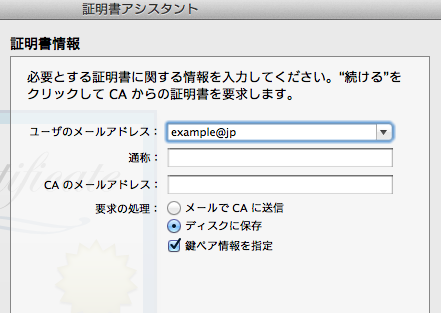 証明書アシスタント
証明書情報
必要とする証明書に関する情報を入力してください。"続ける"を
クリックして CA からの証明書を要求します。
ユーザのメールアドレス：example@jp
通称：
CA のメールアドレス：
要求の処理：メールで CA に送信
ディスクに保存
鍵ペア情報を指定